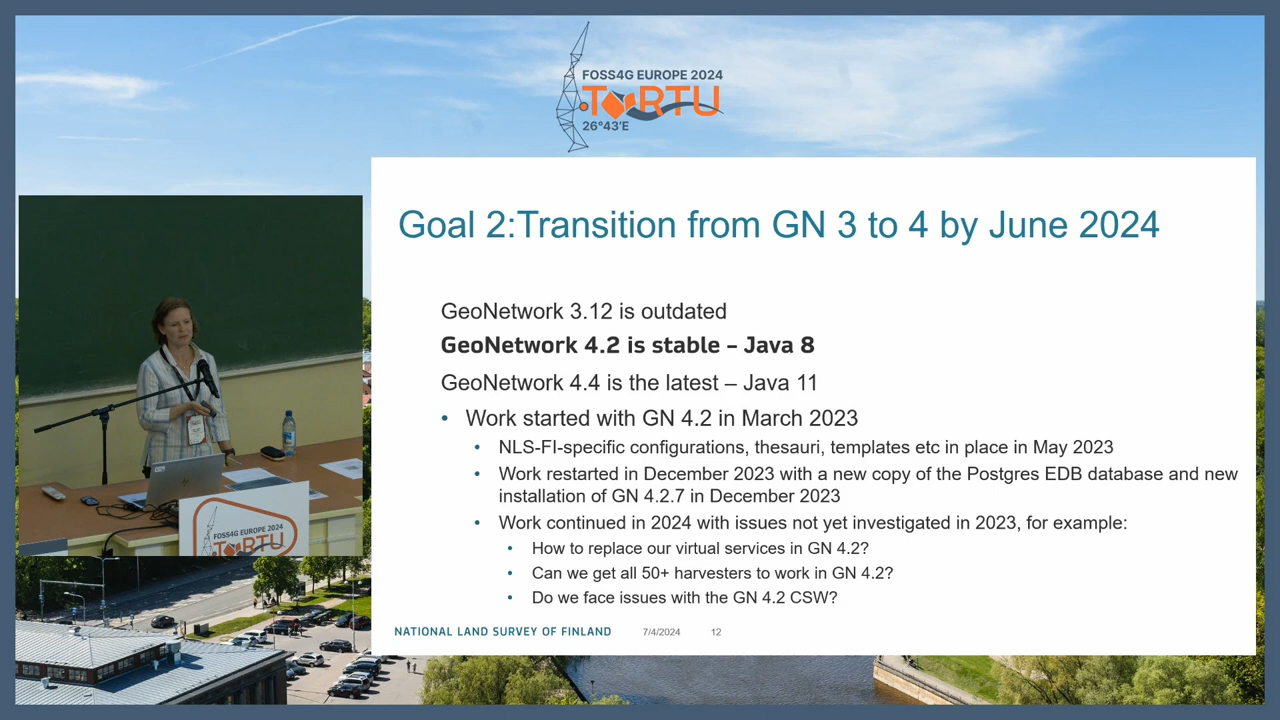 FOSS4G EUROPE 2024
TORTU
26°43'E
Goal 2:Transition from GN 3 to 4 by June 2024
GeoNetwork 3.12 is outdated
GeoNetwork 4.2 is stable – Java 8
GeoNetwork 4.4 is the latest – Java 11
• Work started with GN 4.2 in March 2023
• NLS-FI-specific configurations, thesauri, templates etc in place in May 2023
• Work restarted in December 2023 with a new copy of the Postgres EDB database and new
installation of GN 4.2.7 in December 2023
• Work continued in 2024 with issues not yet investigated in 2023, for example:
• How to replace our virtual services in GN 4.2?
• Can we get all 50+ harvesters to work in GN 4.2?
• Do we face issues with the GN 4.2 CSW?
NATIONAL LAND SURVEY OF FINLAND 7/4/2024 12
FOSS4G EUROPE 2024
TORTU